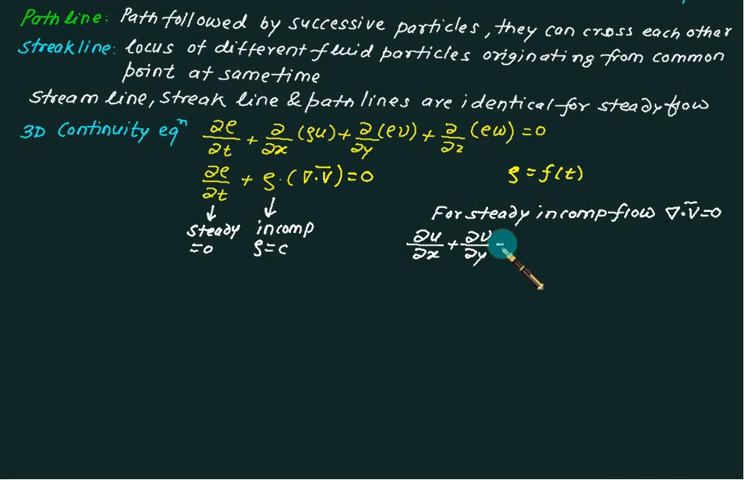 Path line: Path followed by successive particles, they can cross each other
Streak line: locus of different fluid particles originating from common
point at same time
Stream line, Streak line & path lines are identical for steady flow
3D Continuity eqⁿ ∂ρ/∂t + ∂/∂x (ρu) + ∂/∂y (ρv) + ∂/∂z (ρw) = 0
∂ρ/∂t + ρ·(∇·V̅) = 0 ρ = f(t)
↓ ↓ For steady incomp flow ∇·V̅ = 0
steady incomp ∂u/∂x + ∂v/∂y -
=0 ρ=c